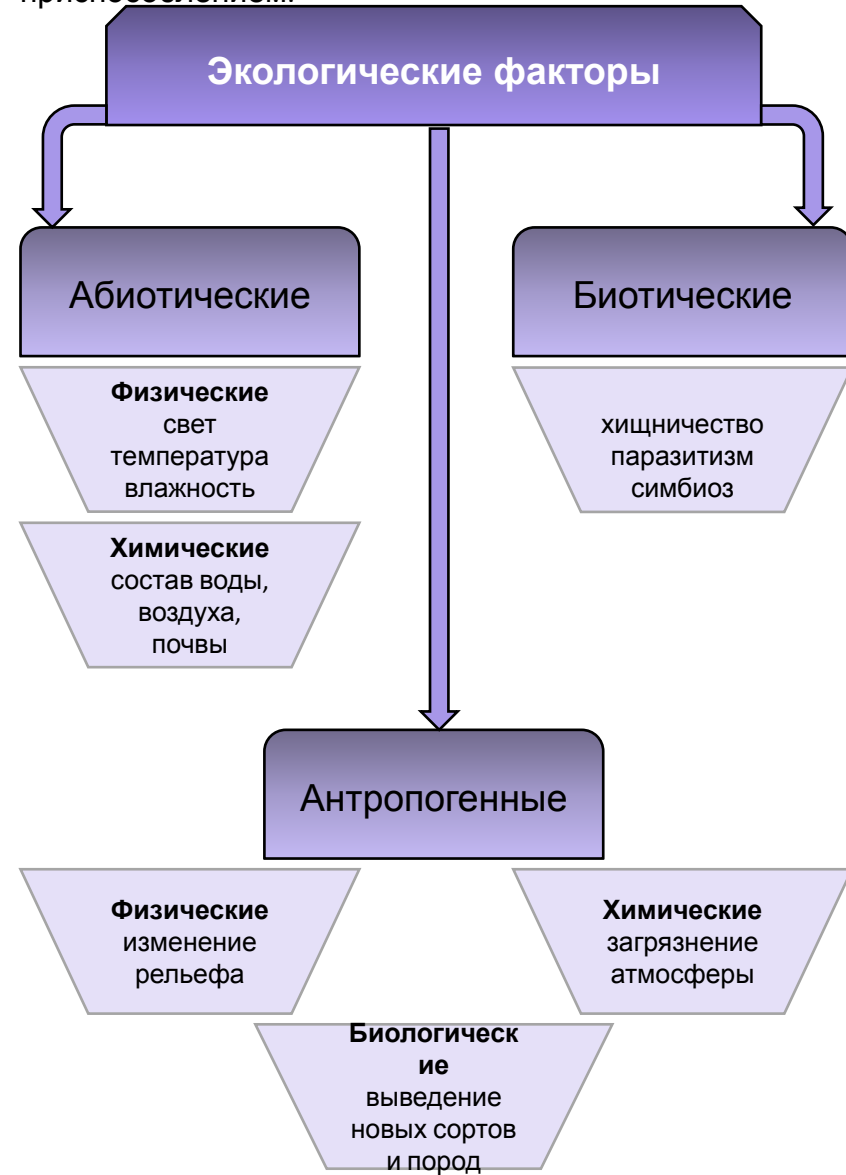 Экологические факторы
Абиотические
Биотические
Физические
свет
температура
влажность
хищничество
паразитизм
симбиоз
Химические
состав воды,
воздуха,
почвы
Антропогенные
Физические
изменение
рельефа
Химические
загрязнение
атмосферы
Биологическ
ие
выведение
новых сортов
и пород